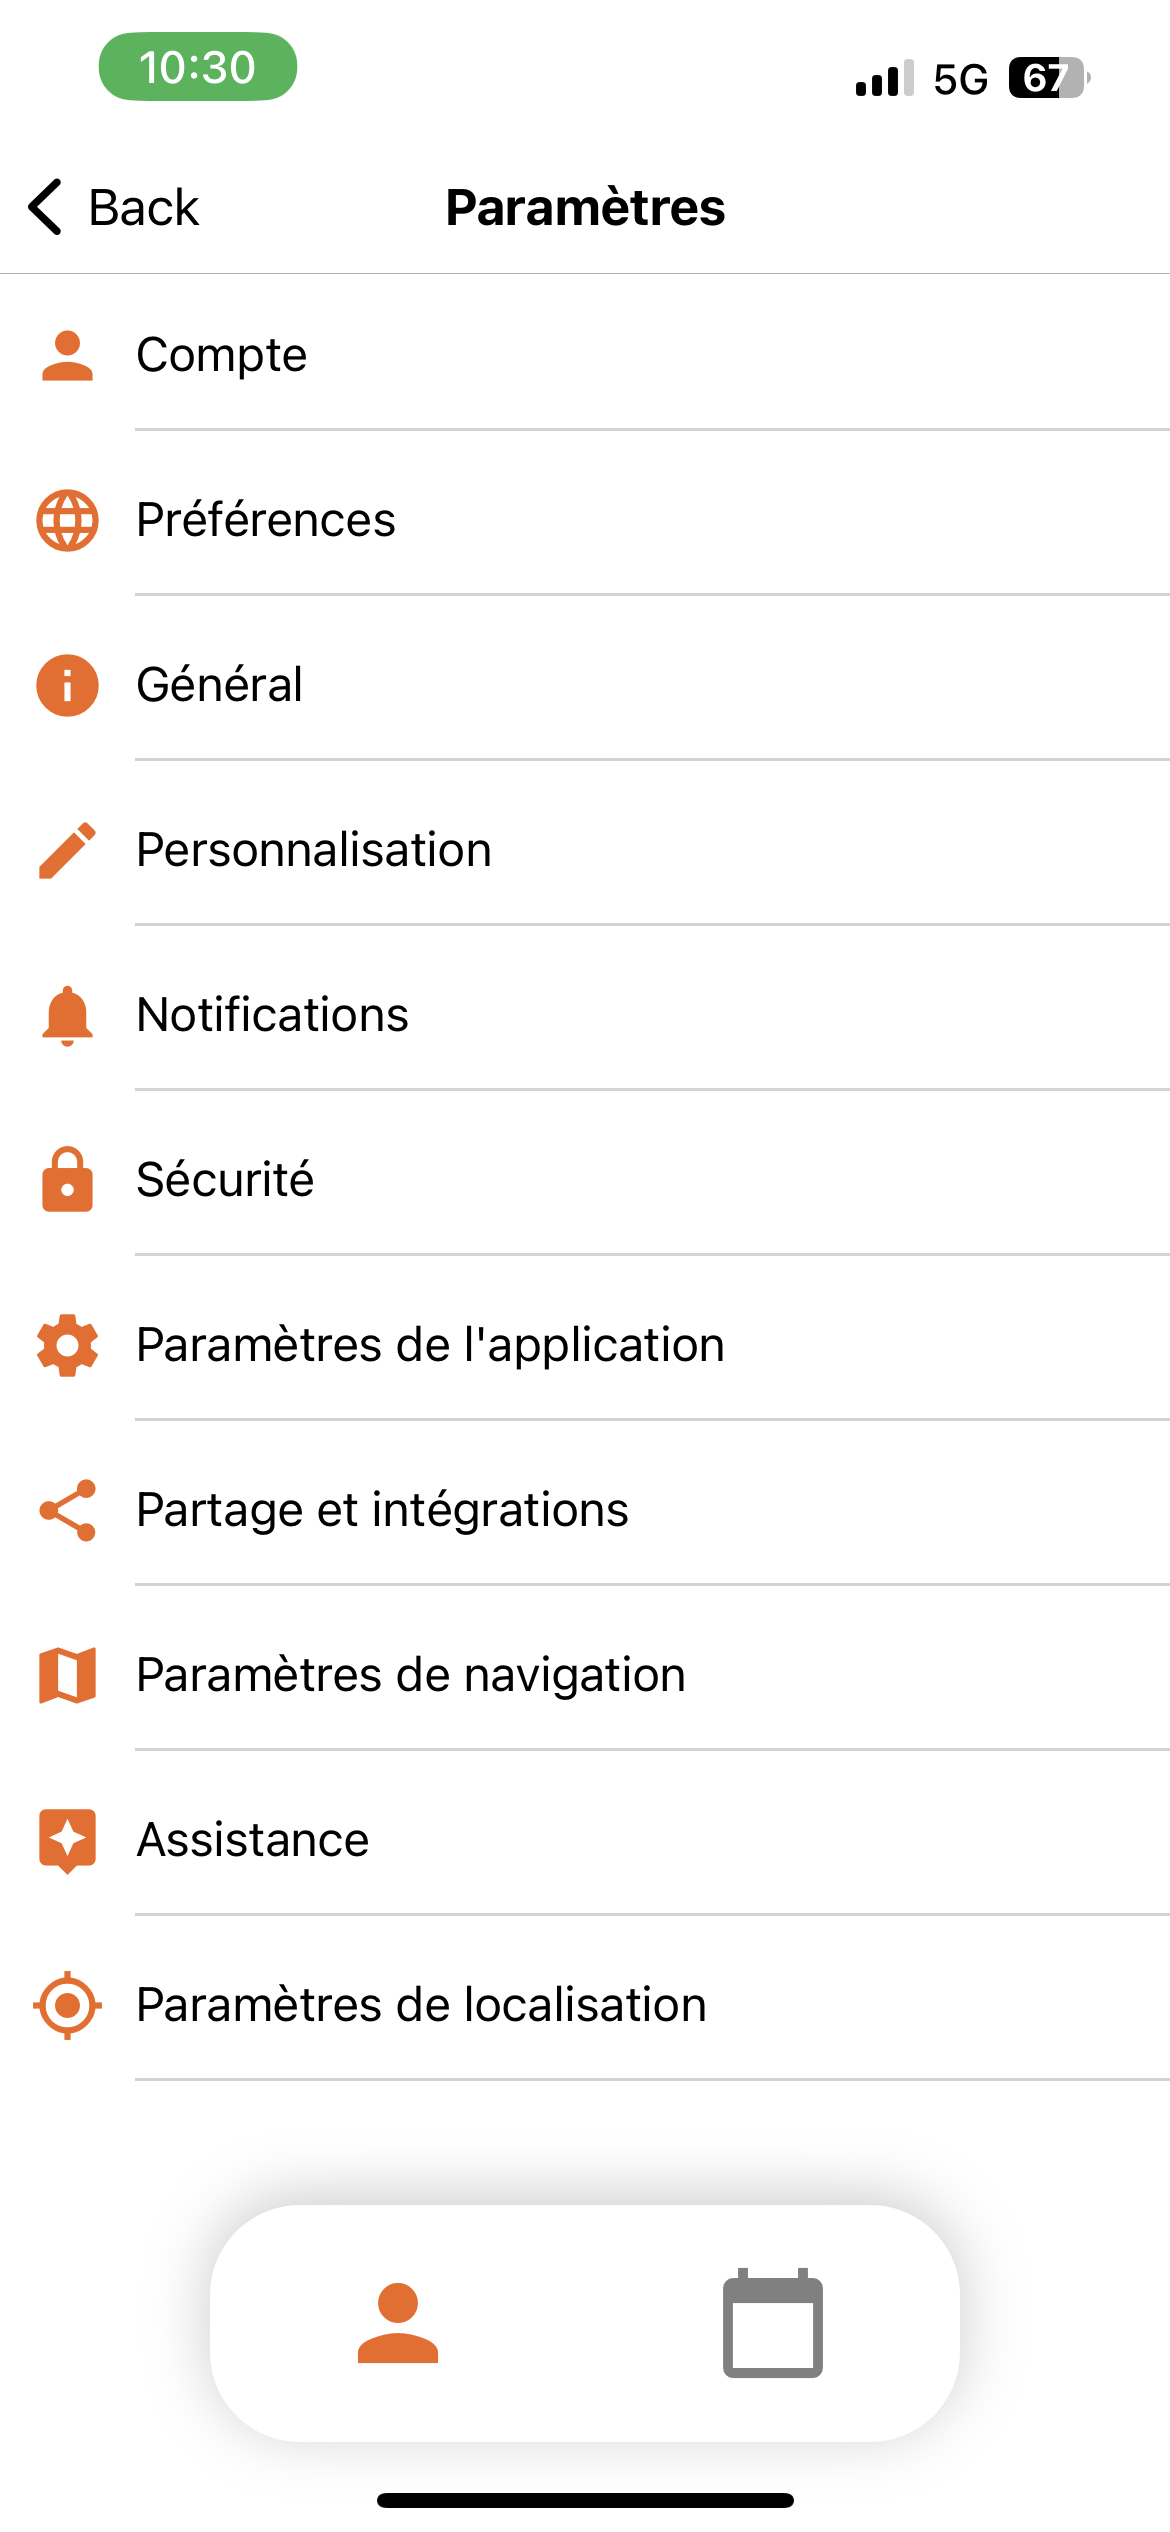 10:30
5G 67
Back
Paramètres
Compte
Préférences
Général
Personnalisation
Notifications
Sécurité
Paramètres de l'application
Partage et intégrations
Paramètres de navigation
Assistance
Paramètres de localisation